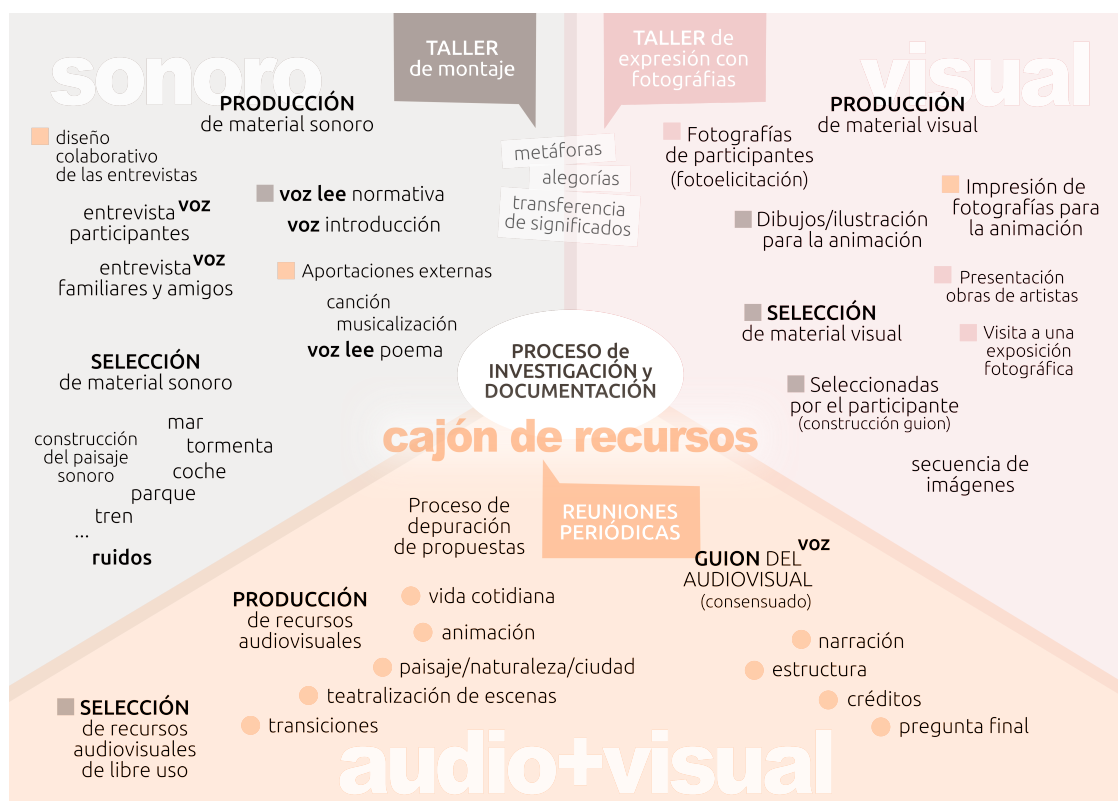 sonoro
PRODUCCIÓN
de material sonoro
diseño
colaborativo
de las entrevistas
entrevista voz
participantes
entrevista voz
familiares y amigos
voz lee normativa
voz introducción
Aportaciones externas
canción
musicalización
voz lee poema
SELECCIÓN
de material sonoro
construcción
del paisaje
sonoro
mar
tormenta
coche
parque
tren
...
ruidos
TALLER
de montaje
TALLER de
expresión con
fotográfias
metáforas
alegorías
transferencia
de significados
visual
PRODUCCIÓN
de material visual
Fotografías
de participantes
(fotoelicitación)
Impresión de
fotografías para
la animación
Dibujos/ilustración
para la animación
Presentación
obras de artistas
SELECCIÓN
de material visual
Visita a una
exposición
fotográfica
Seleccionadas
por el participante
(construcción guion)
secuencia de
imágenes
PROCESO de
INVESTIGACIÓN y
DOCUMENTACIÓN
cajón de recursos
REUNIONES
PERIÓDICAS
Proceso de
depuración
de propuestas
PRODUCCIÓN
de recursos
audiovisuales
vida cotidiana
animación
paisaje/naturaleza/ciudad
teatralización de escenas
transiciones
SELECCIÓN
de recursos
audiovisuales
de libre uso
GUION DEL voz
AUDIOVISUAL
(consensuado)
narración
estructura
créditos
pregunta final
audio+visual